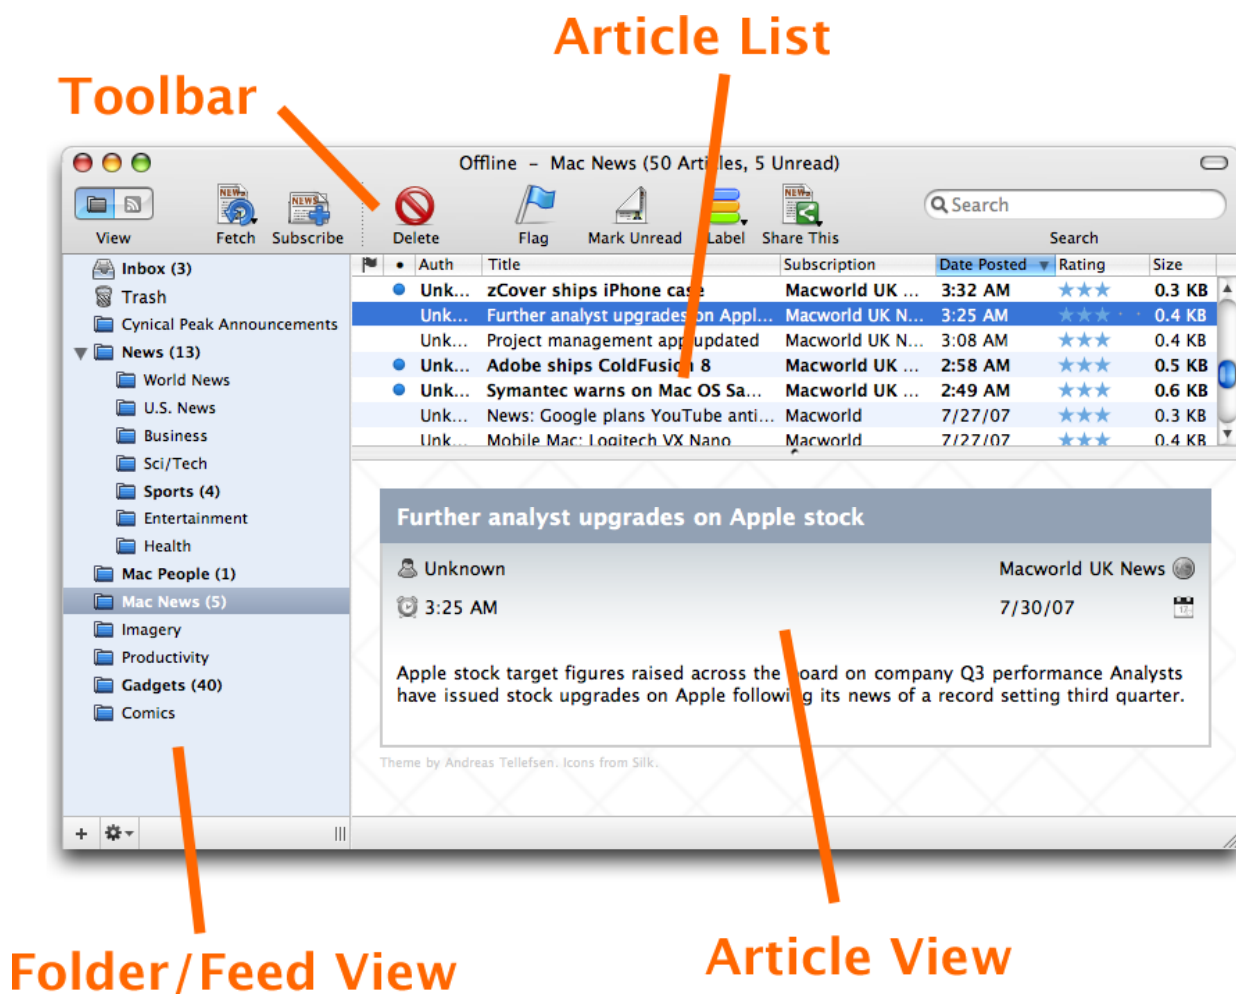 Article List
Toolbar
Offline – Mac News (50 Articles, 5 Unread)
Search
View Fetch Subscribe Delete Flag Mark Unread Label Share This Search
Inbox (3)
Trash
Cynical Peak Announcements
News (13)
World News
U.S. News
Business
Sci/Tech
Sports (4)
Entertainment
Health
Mac People (1)
Mac News (5)
Imagery
Productivity
Gadgets (40)
Comics
Auth Title Subscription Date Posted Rating Size
Unk... zCover ships iPhone case Macworld UK ... 3:32 AM 0.3 KB
Unk... Further analyst upgrades on Appl... Macworld UK N... 3:25 AM 0.4 KB
Unk... Project management app updated Macworld UK N... 3:08 AM 0.4 KB
Unk... Adobe ships ColdFusion 8 Macworld UK ... 2:58 AM 0.5 KB
Unk... Symantec warns on Mac OS Sa... Macworld UK ... 2:49 AM 0.6 KB
Unk... News: Google plans YouTube anti... Macworld 7/27/07 0.3 KB
Unk... Mobile Mac: Logitech VX Nano Macworld 7/27/07 0.4 KB
Further analyst upgrades on Apple stock
Unknown Macworld UK News
3:25 AM 7/30/07
Apple stock target figures raised across the board on company Q3 performance Analysts
have issued stock upgrades on Apple following its news of a record setting third quarter.
Theme by Andreas Tellefsen. Icons from Silk.
Folder/Feed View
Article View